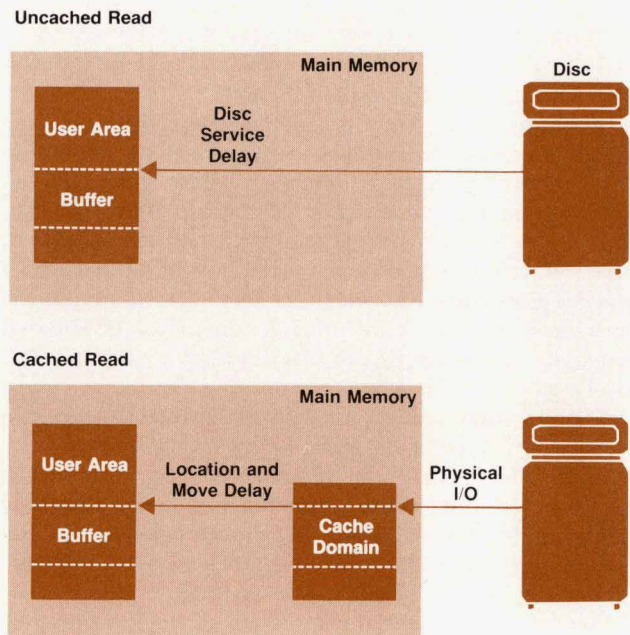 Uncached Read
Main Memory
Disc
User Area
Buffer
Disc
Service
Delay
Cached Read
Main Memory
User Area
Buffer
Location and
Move Delay
Cache
Domain
Physical
I/O